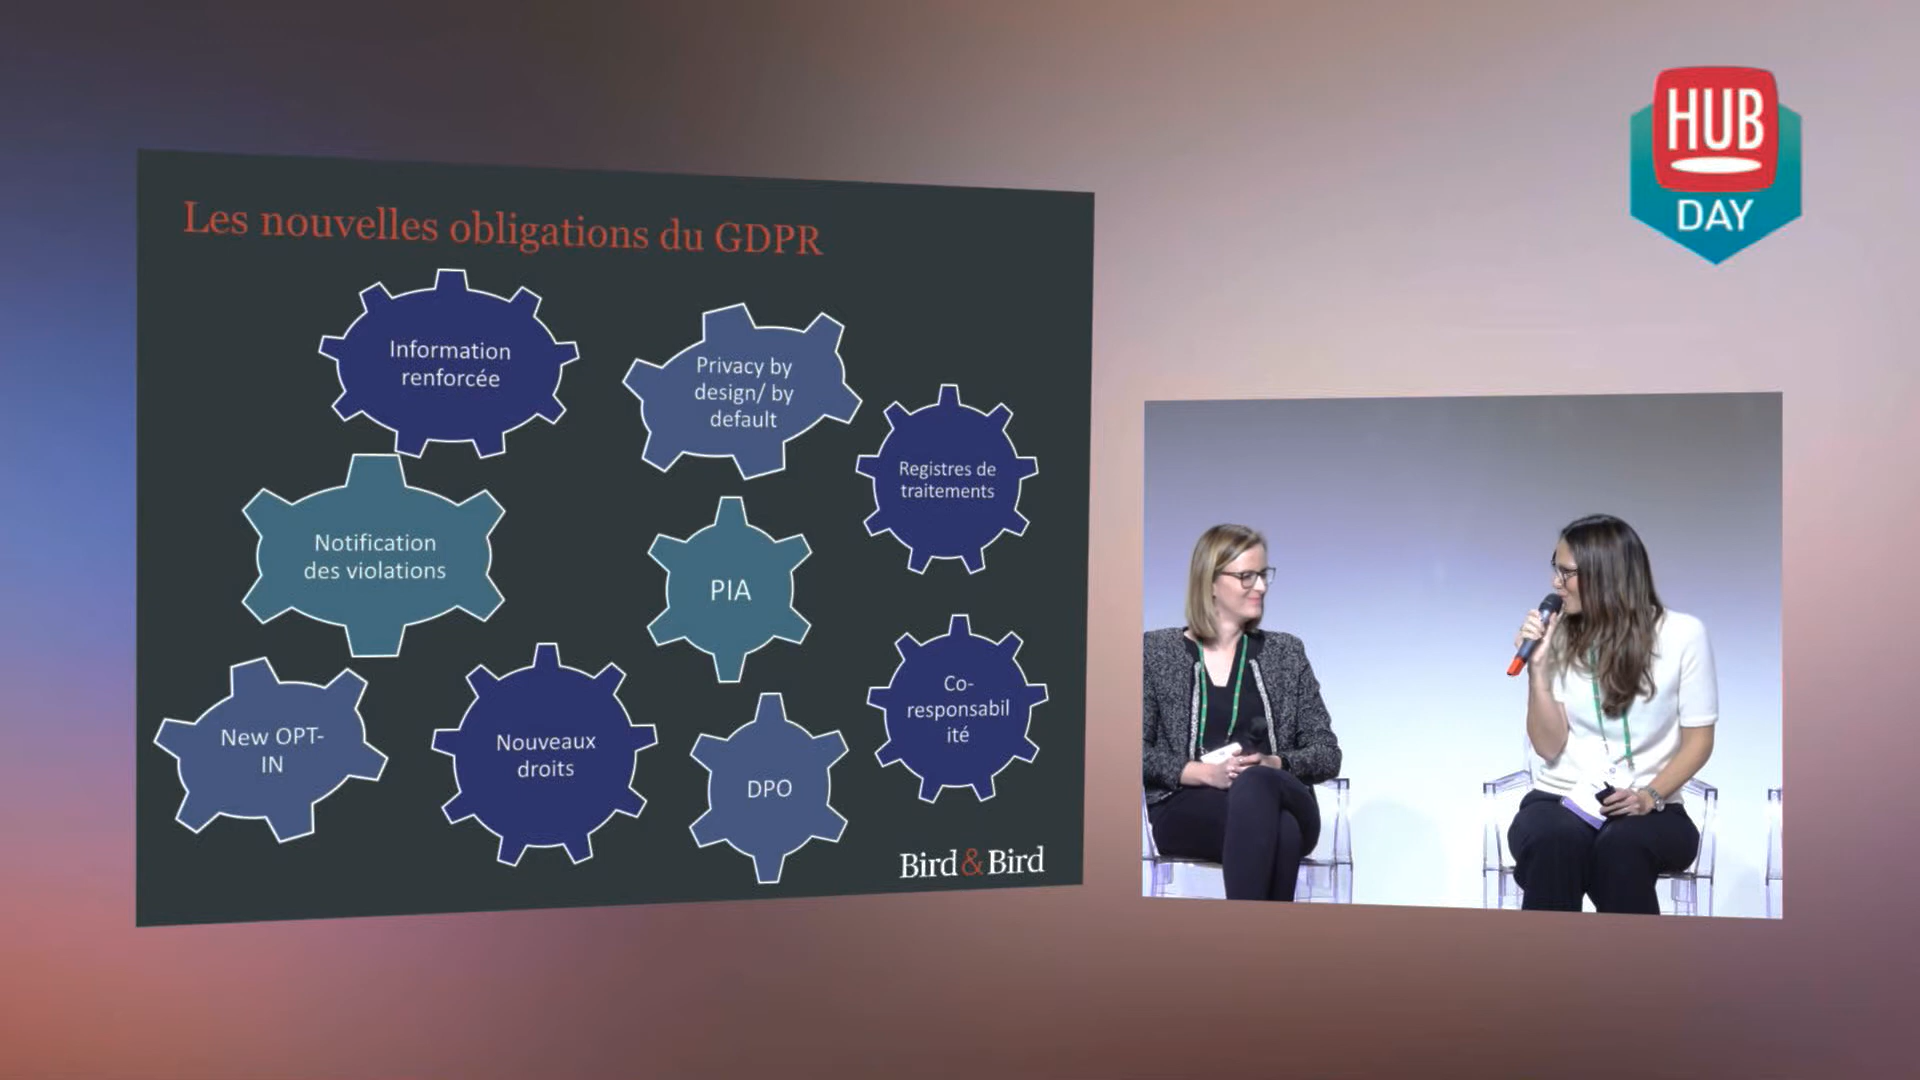 Les nouvelles obligations du GDPR
Information
renforcée
Privacy by
design/ by
default
Registres de
traitements
Notification
des violations
PIA
New OPT-
IN
Nouveaux
droits
DPO
Co-
responsabil
ité
Bird & Bird
HUB
DAY